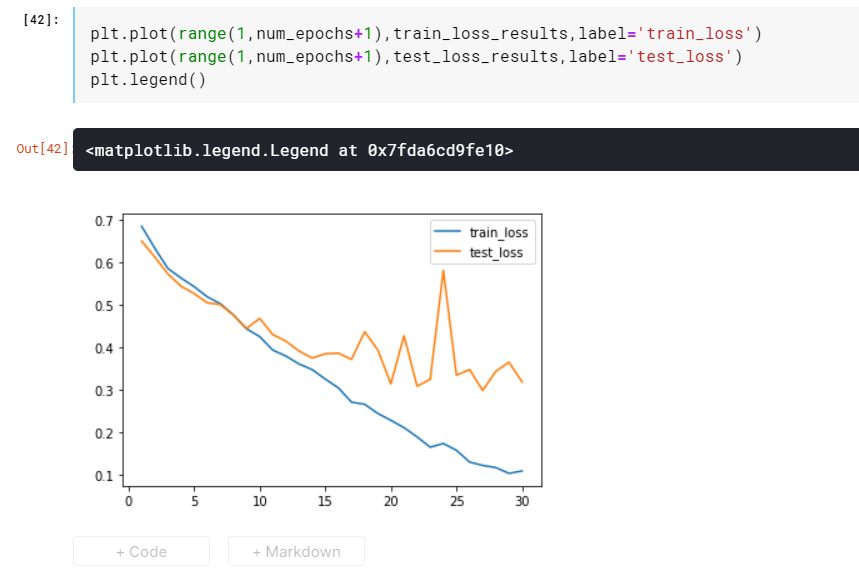 [42]:
plt.plot(range(1,num_epochs+1),train_loss_results,label='train_loss')
plt.plot(range(1,num_epochs+1),test_loss_results,label='test_loss')
plt.legend()
Out[42]:
<matplotlib.legend.Legend at 0x7fda6cd9fe10>
0.7
0.6
0.5
0.4
0.3
0.2
0.1
train_loss
test_loss
0 5 10 15 20 25 30
+ Code + Markdown